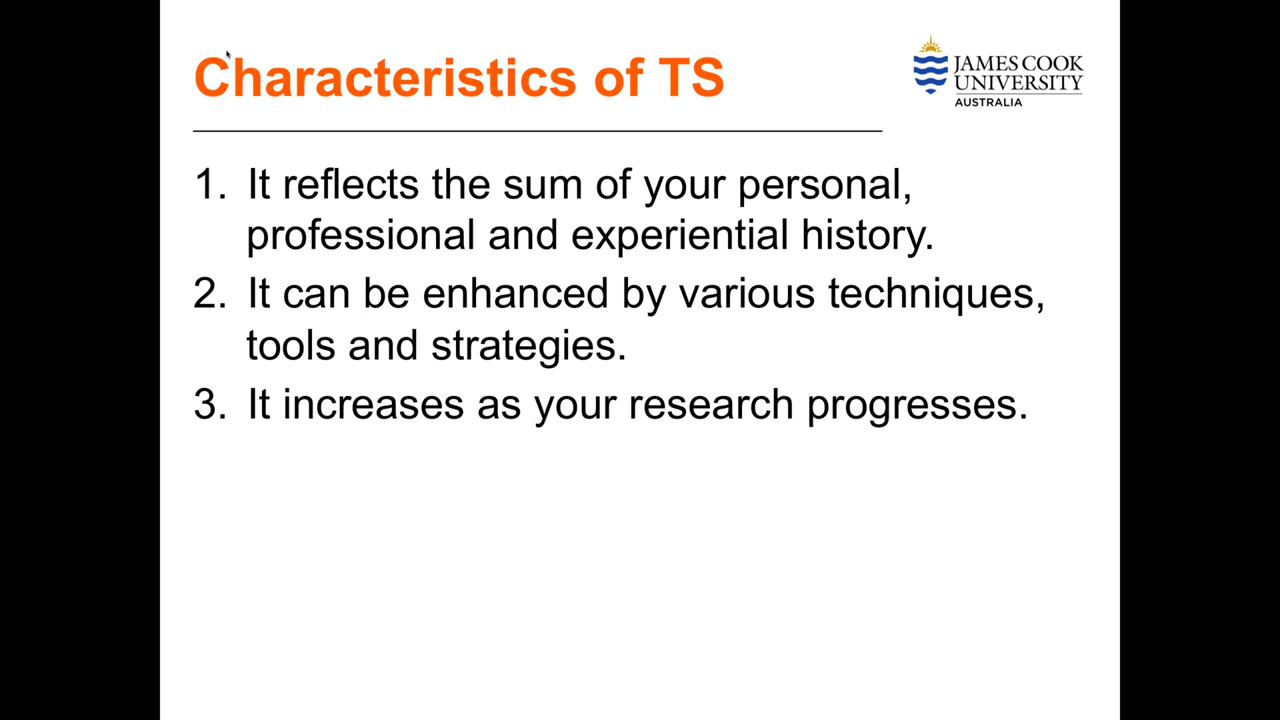 Characteristics of TS
JAMES COOK
UNIVERSITY
AUSTRALIA
1. It reflects the sum of your personal,
professional and experiential history.
2. It can be enhanced by various techniques,
tools and strategies.
3. It increases as your research progresses.